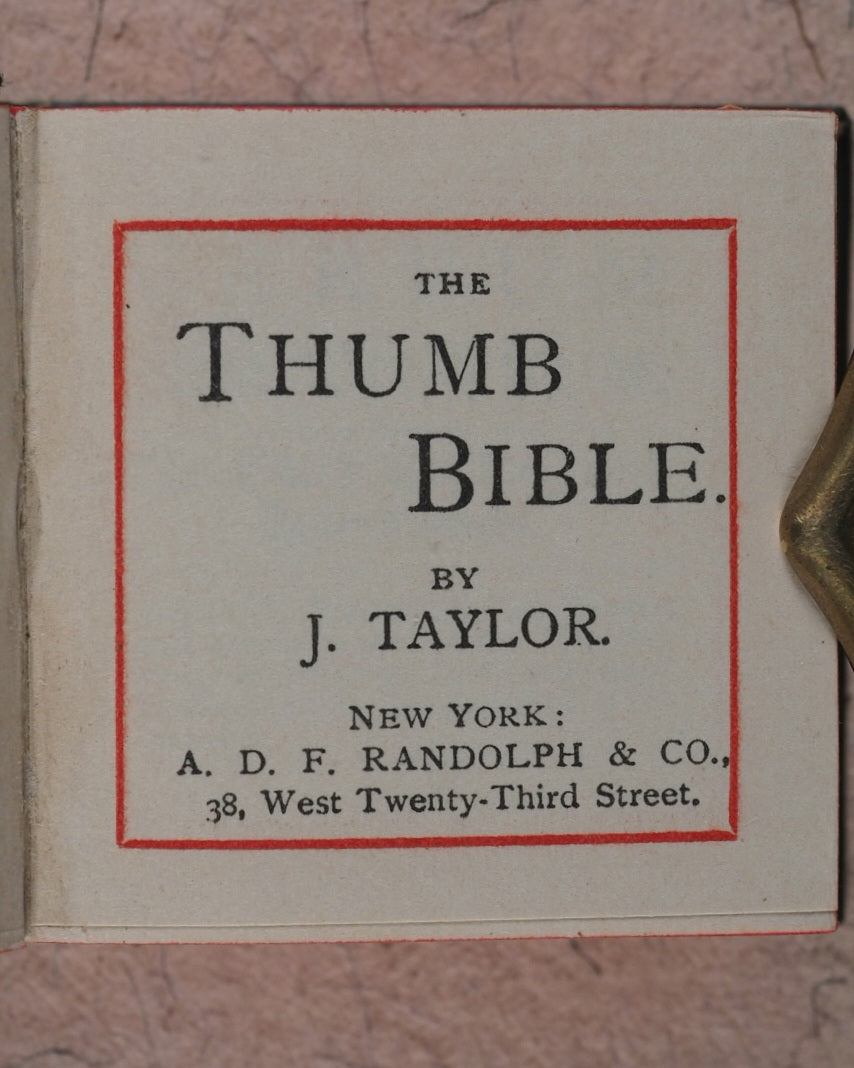 THE
THUMB
BIBLE.
BY
J. TAYLOR.
NEW YORK:
A. D. F. RANDOLPH & CO.,
38, West Twenty-Third Street.